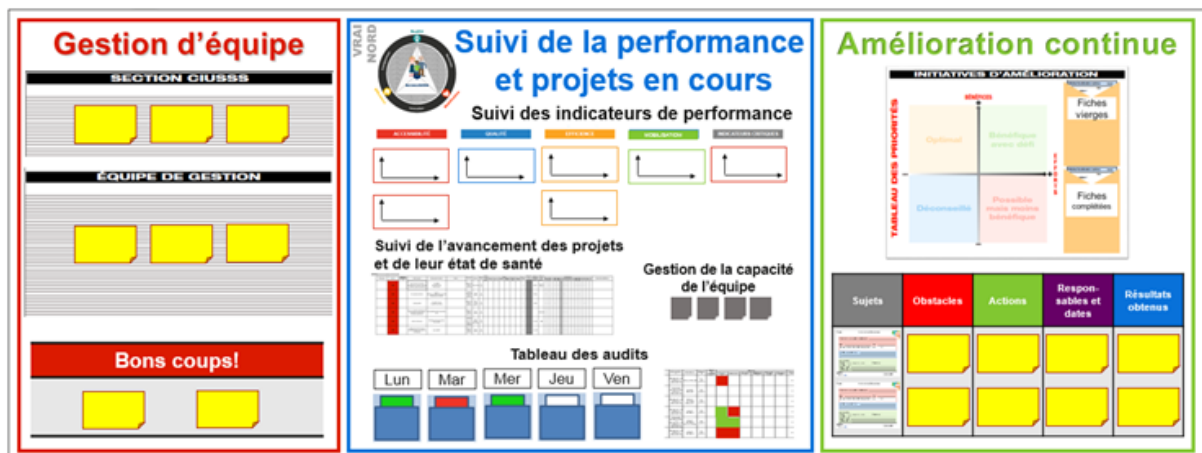 Gestion d'équipe
SECTION CIUSSS
ÉQUIPE DE GESTION
Bons coups!
VRAI
NORD
Suivi de la performance
et projets en cours
Suivi des indicateurs de performance
ACCESSIBILITÉ
QUALITÉ
EFFICIENCE
MOBILISATION
INDICATEURS CRITIQUES
Suivi de l'avancement des projets
et de leur état de santé
Gestion de la capacité
de l'équipe
Tableau des audits
Lun
Mar
Mer
Jeu
Ven
Amélioration continue
INITIATIVES D'AMÉLIORATION
TABLEAU DES PRIORITÉS
Optimal
Bénéfique
avec défi
Déconseillé
Possible
mais moins
bénéfique
Fiches
vierges
Fiches
complétées
Sujets
Obstacles
Actions
Respon-
sables et
dates
Résultats
obtenus